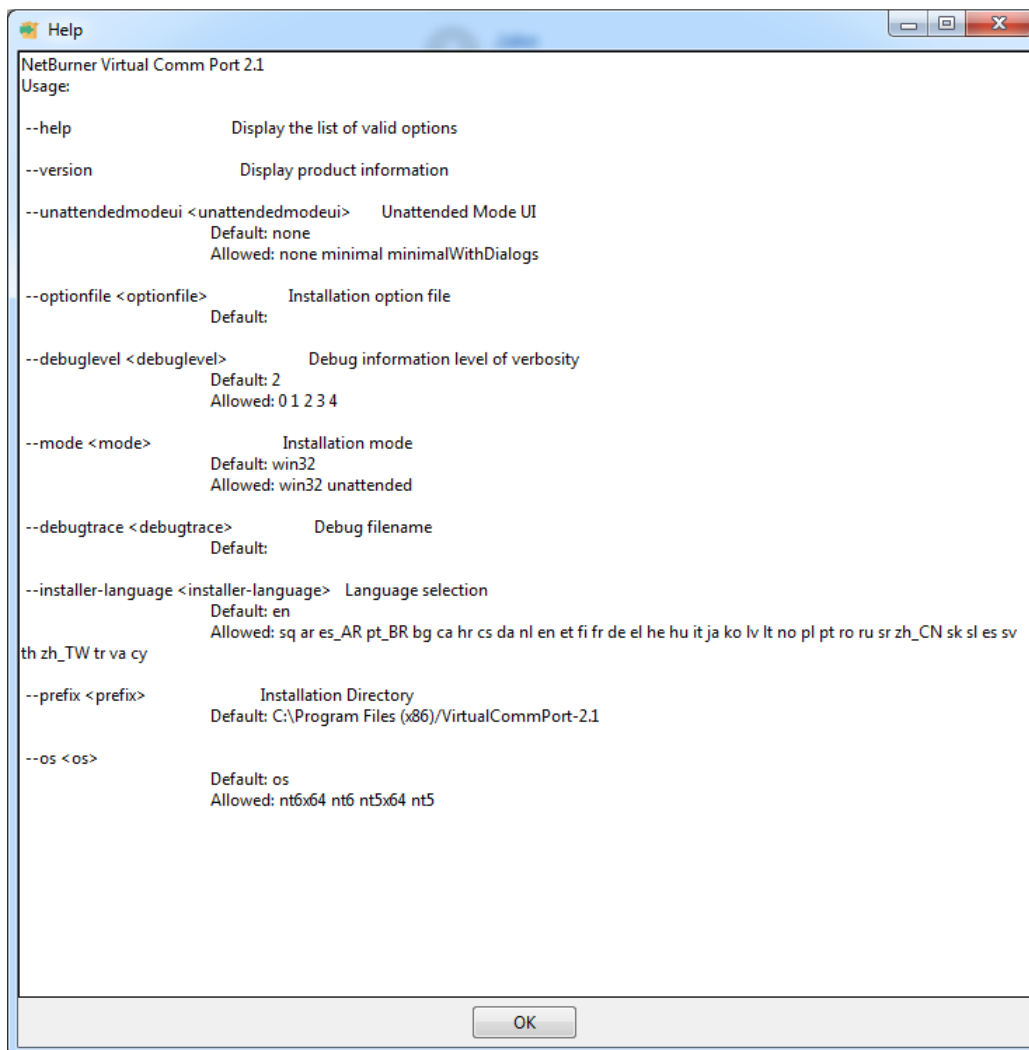 Help
NetBurner Virtual Comm Port 2.1
Usage:
--help Display the list of valid options
--version Display product information
--unattendedmodeui <unattendedmodeui> Unattended Mode UI
Default: none
Allowed: none minimal minimalWithDialogs
--optionfile <optionfile> Installation option file
Default:
--debuglevel <debuglevel> Debug information level of verbosity
Default: 2
Allowed: 0 1 2 3 4
--mode <mode> Installation mode
Default: win32
Allowed: win32 unattended
--debugtrace <debugtrace> Debug filename
Default:
--installer-language <installer-language> Language selection
Default: en
Allowed: sq ar es_AR pt_BR bg ca hr cs da nl en et fi fr de el he hu it ja ko lv lt no pl pt ro ru sr zh_CN sk sl es sv
th zh_TW tr va cy
--prefix <prefix> Installation Directory
Default: C:\Program Files (x86)/VirtualCommPort-2.1
--os <os>
Default: os
Allowed: nt6x64 nt6 nt5x64 nt5
OK